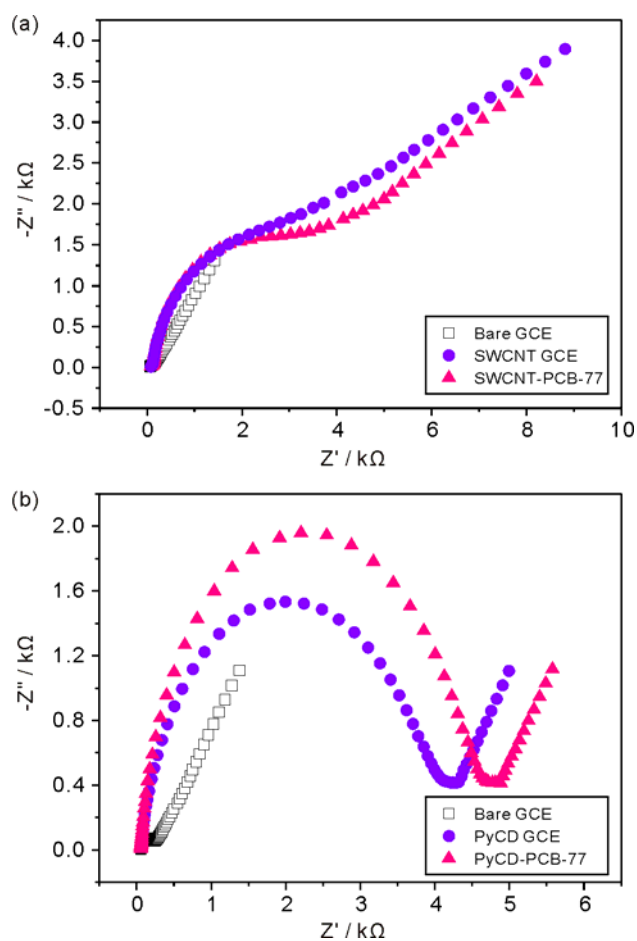 (a)
4.0
3.5
3.0
2.5
2.0
1.5
1.0
0.5
0.0
-0.5
-Z'' / kΩ
Bare GCE
SWCNT GCE
SWCNT-PCB-77
0 2 4 6 8 10
Z' / kΩ
(b)
2.0
1.6
1.2
0.8
0.4
0.0
-Z'' / kΩ
Bare GCE
PyCD GCE
PyCD-PCB-77
0 1 2 3 4 5 6
Z' / kΩ